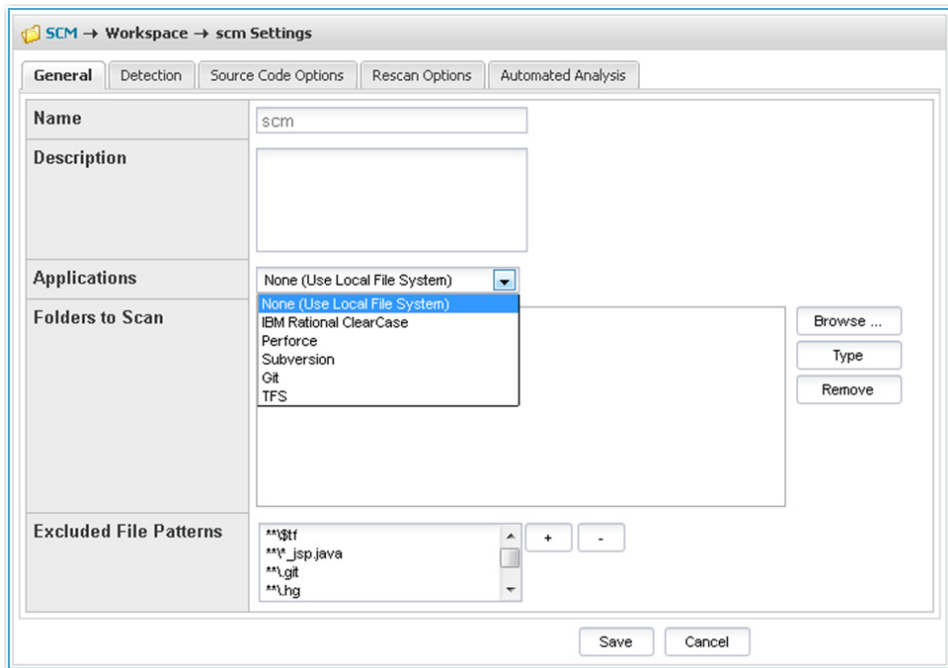 SCM → Workspace → scm Settings
General Detection Source Code Options Rescan Options Automated Analysis
Name
scm
Description
Applications
None (Use Local File System)
None (Use Local File System)
IBM Rational ClearCase
Perforce
Subversion
Git
TFS
Folders to Scan
Browse ...
Type
Remove
Excluded File Patterns
**\$tf
**\*_jsp.java
**\.git
**\.hg
+ -
Save Cancel